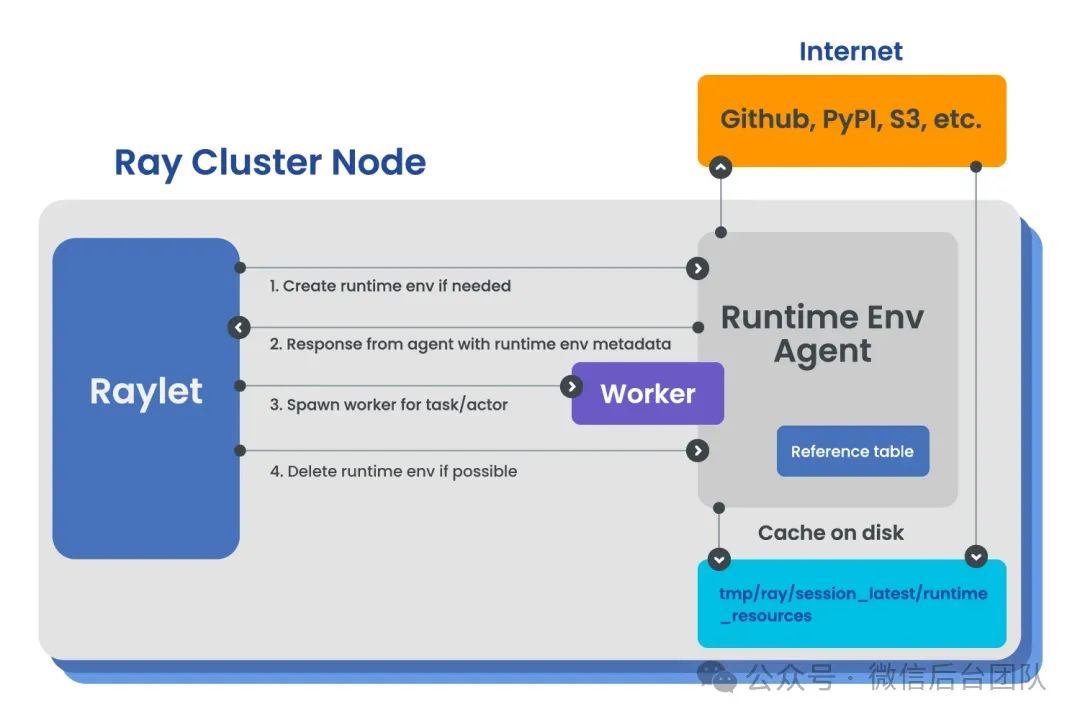 Internet
Github, PyPI, S3, etc.
Ray Cluster Node
Raylet
1. Create runtime env if needed
2. Response from agent with runtime env metadata
3. Spawn worker for task/actor
4. Delete runtime env if possible
Worker
Runtime Env
Agent
Reference table
Cache on disk
tmp/ray/session_latest/runtime
_resources
公众号 · 微信后台团队